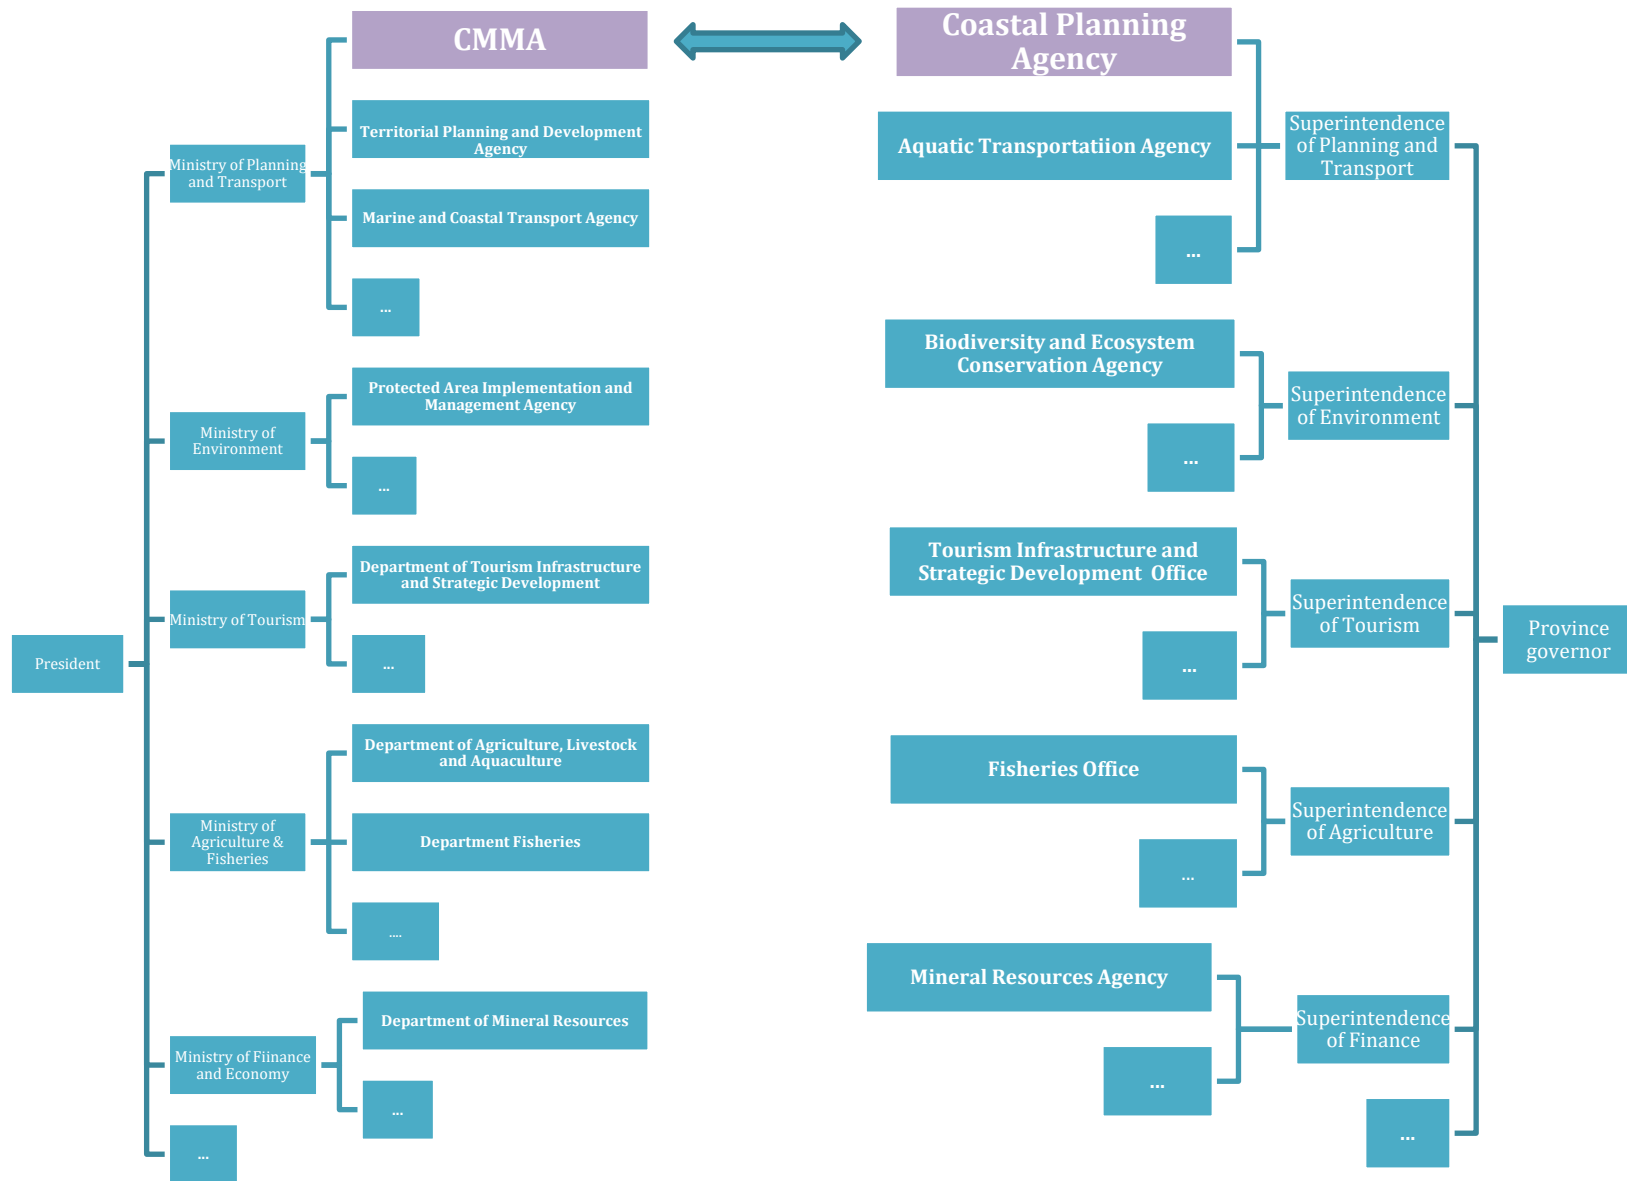 CMMA
Territorial Planning and Development
Agency
Ministry of Planning
and Transport
Marine and Coastal Transport Agency
...
Protected Area Implementation and
Management Agency
Ministry of
Environment
...
Department of Tourism Infrastructure
and Strategic Development
Ministry of Tourism
...
President
Department of Agriculture, Livestock
and Aquaculture
Ministry of
Agriculture &
Fisheries
Department Fisheries
....
Department of Mineral Resources
Ministry of Fiinance
and Economy
...
...
Coastal Planning
Agency
Aquatic Transportatiion Agency
Superintendence
of Planning and
Transport
...
Biodiversity and Ecosystem
Conservation Agency
Superintendence
of Environment
...
Tourism Infrastructure and
Strategic Development Office
Superintendence
of Tourism
...
Province
governor
Fisheries Office
Superintendence
of Agriculture
...
Mineral Resources Agency
Superintendence
of Finance
...
...